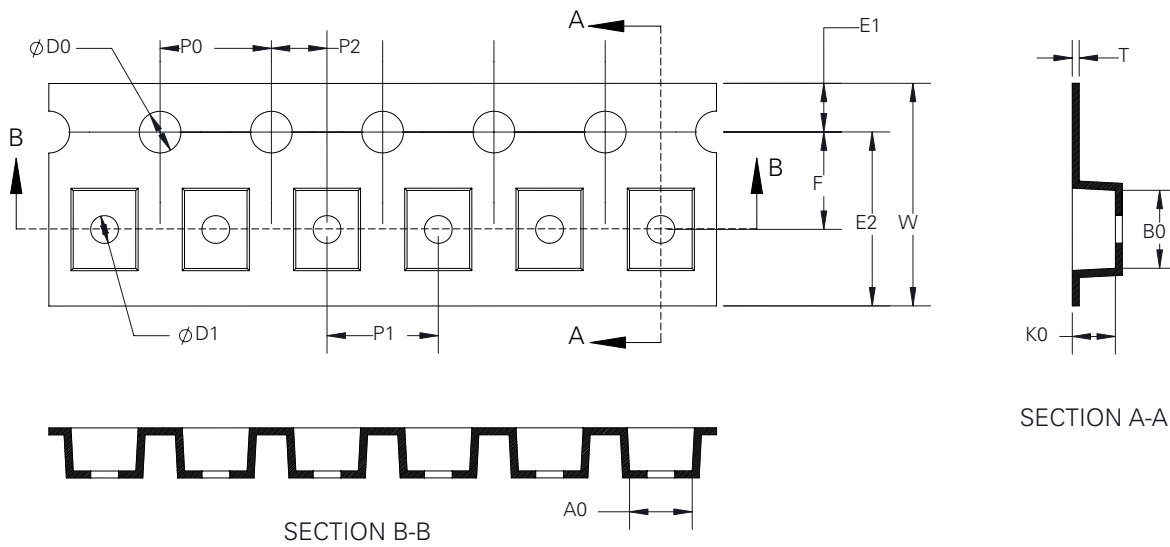 A
E1
ϕD0
P0
P2
T
B
B
F
E2
W
B0
ϕD1
P1
A
K0
SECTION A-A
A0
SECTION B-B